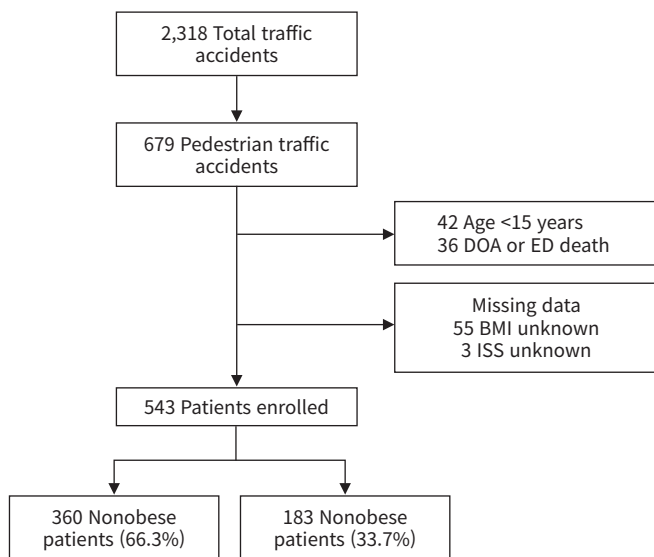 2,318 Total traffic
accidents
679 Pedestrian traffic
accidents
42 Age <15 years
36 DOA or ED death
Missing data
55 BMI unknown
3 ISS unknown
543 Patients enrolled
360 Nonobese
patients (66.3%)
183 Nonobese
patients (33.7%)